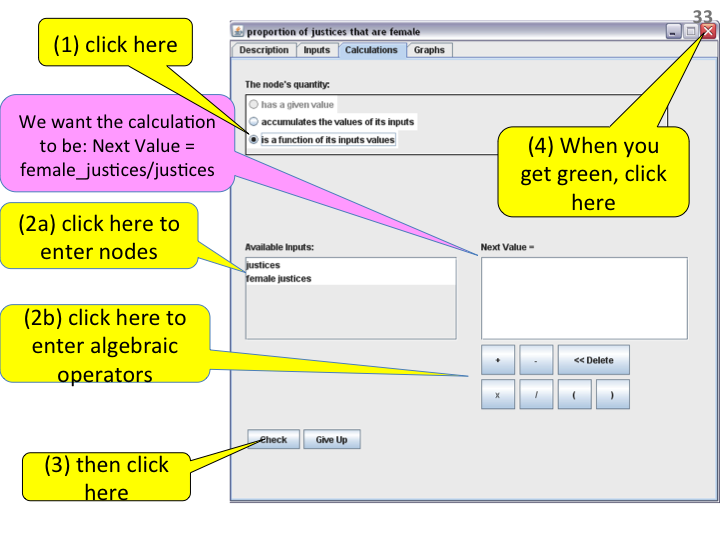 33
proportion of justices that are female
Description Inputs Calculations Graphs
(1) click here
The node's quantity:
has a given value
accumulates the values of its inputs
is a function of its inputs values
We want the calculation
to be: Next Value =
female_justices/justices
(4) When you
get green, click
here
(2a) click here to
enter nodes
Available Inputs:
justices
female justices
Next Value =
(2b) click here to
enter algebraic
operators
+ - << Delete
x / ( )
Check Give Up
(3) then click
here